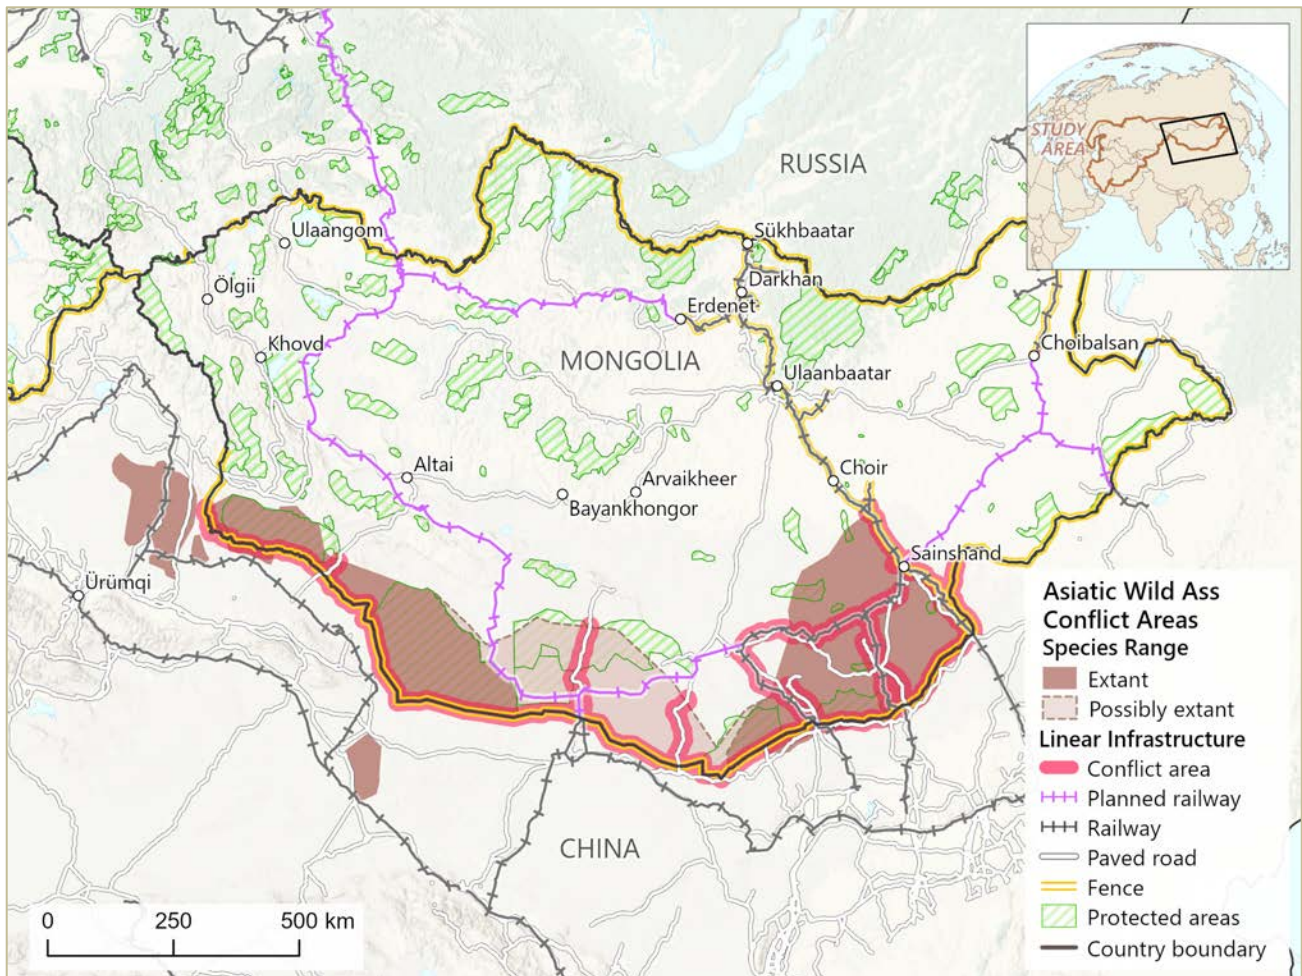 STUDY
AREA
RUSSIA
Ulaangom
Sükhbaatar
Ölgii
Darkhan
Erdenet
Khovd
MONGOLIA
Choibalsan
Ulaanbaatar
Altai
Choir
Arvaikheer
Bayankhongor
Sainshand
Ürümqi
CHINA
Asiatic Wild Ass
Conflict Areas
Species Range
Extant
Possibly extant
Linear Infrastructure
Conflict area
Planned railway
Railway
Paved road
Fence
Protected areas
Country boundary
0 250 500 km